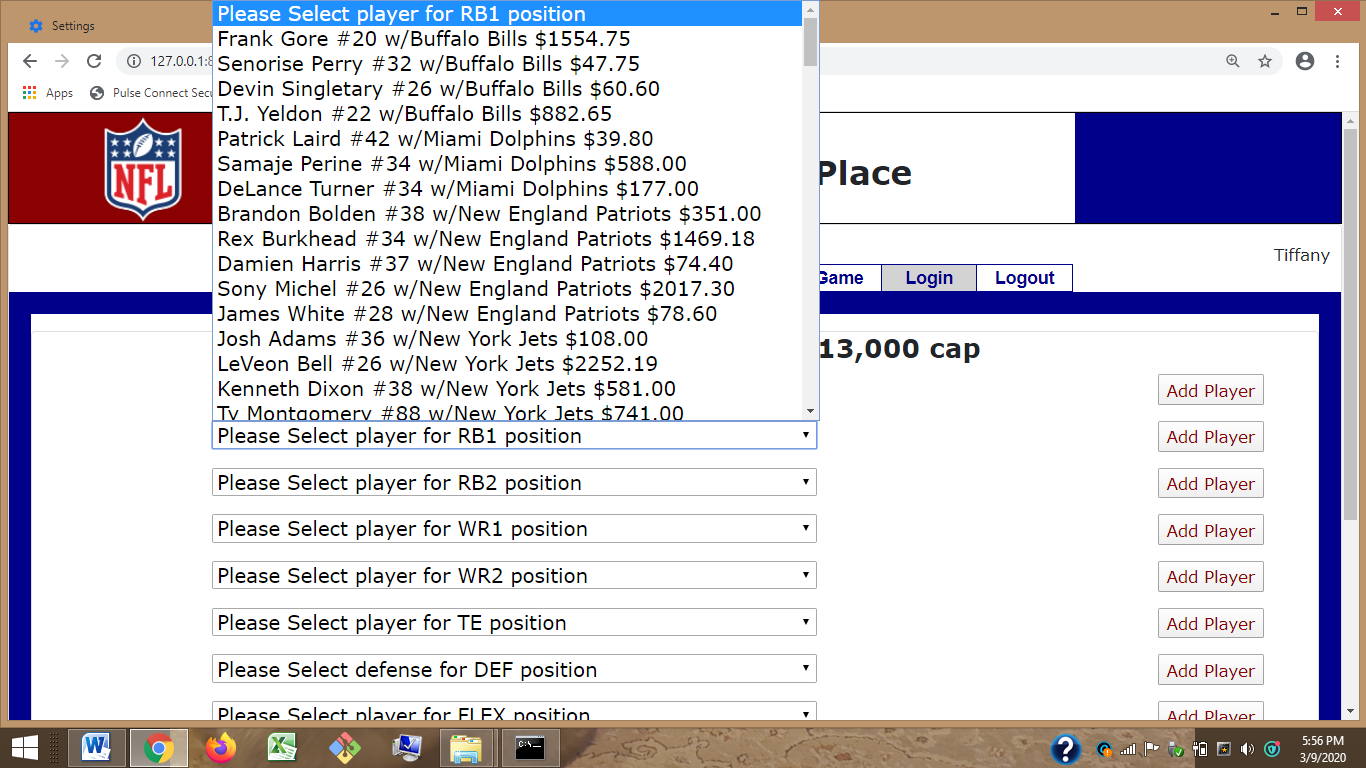 Settings
Please Select player for RB1 position
Frank Gore #20 w/Buffalo Bills $1554.75
Senorise Perry #32 w/Buffalo Bills $47.75
Devin Singletary #26 w/Buffalo Bills $60.60
T.J. Yeldon #22 w/Buffalo Bills $882.65
Patrick Laird #42 w/Miami Dolphins $39.80
Samaje Perine #34 w/Miami Dolphins $588.00
DeLance Turner #34 w/Miami Dolphins $177.00
Brandon Bolden #38 w/New England Patriots $351.00
Rex Burkhead #34 w/New England Patriots $1469.18
Damien Harris #37 w/New England Patriots $74.40
Sony Michel #26 w/New England Patriots $2017.30
James White #28 w/New England Patriots $78.60
Josh Adams #36 w/New York Jets $108.00
LeVeon Bell #26 w/New York Jets $2252.19
Kenneth Dixon #38 w/New York Jets $581.00
Ty Montgomery #88 w/New York Jets $741.00
127.0.0.1:8
Apps Pulse Connect Secu
NFL
Place
Tiffany
Game Login Logout
13,000 cap
Add Player
Please Select player for RB1 position Add Player
Please Select player for RB2 position Add Player
Please Select player for WR1 position Add Player
Please Select player for WR2 position Add Player
Please Select player for TE position Add Player
Please Select defense for DEF position Add Player
Please Select player for FLEX position Add Player
5:56 PM
3/9/2020